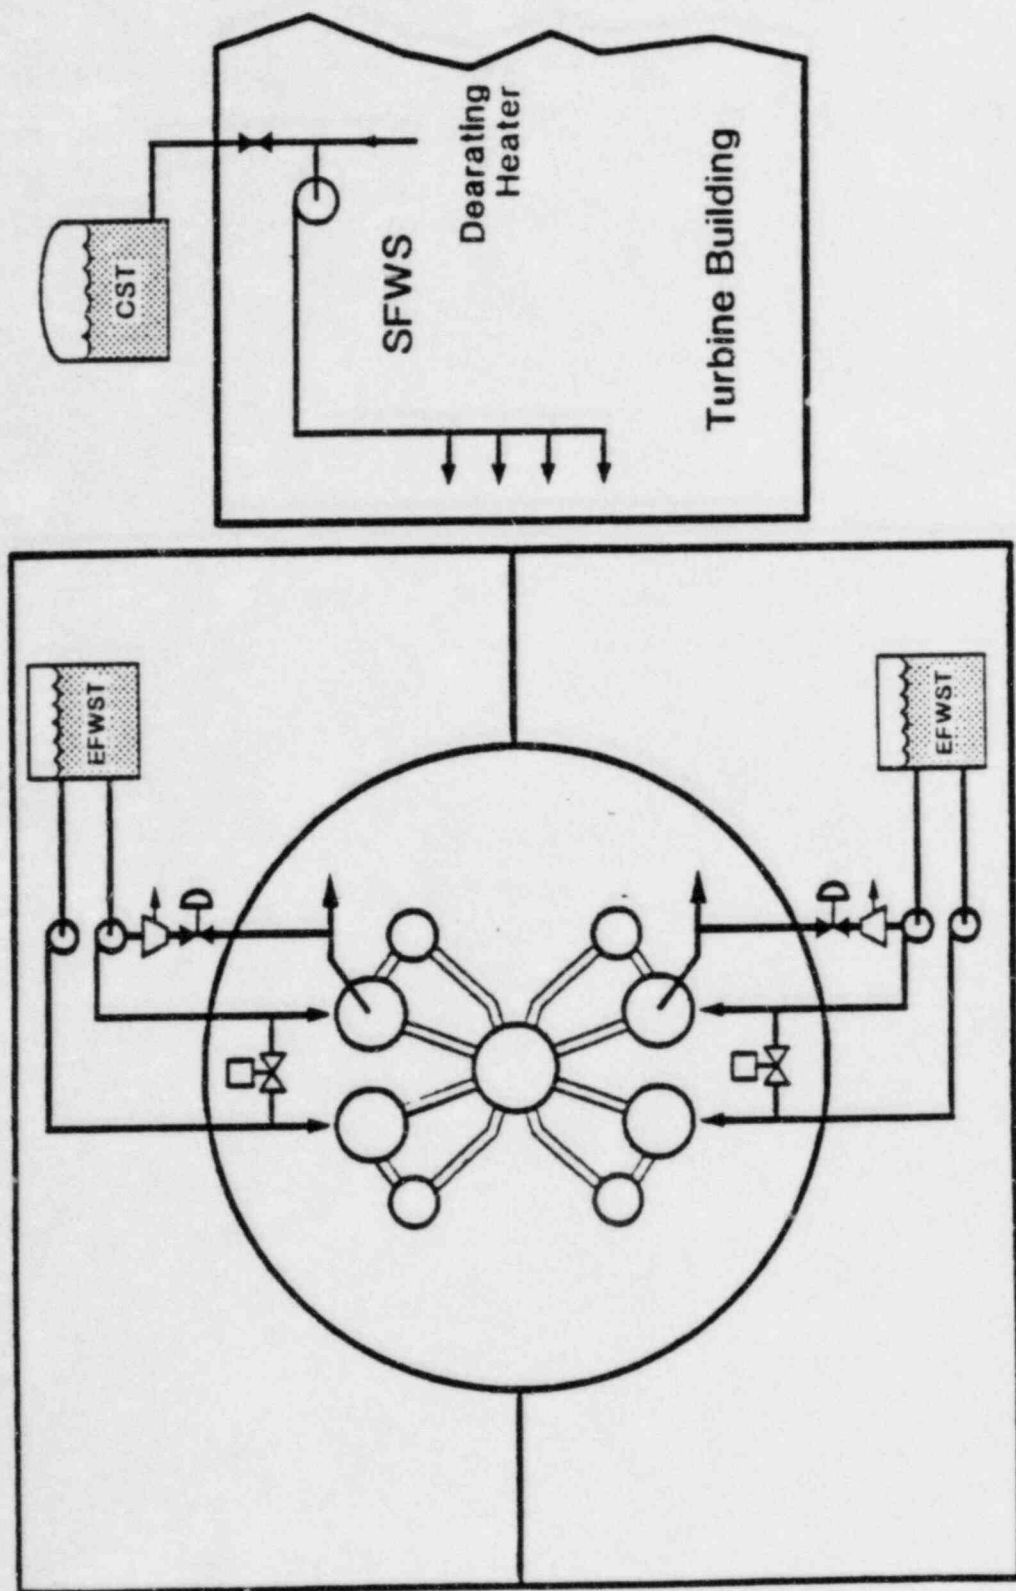 CST
SFWS
Dearating
Heater
Turbine Building
EFWST
EFWST